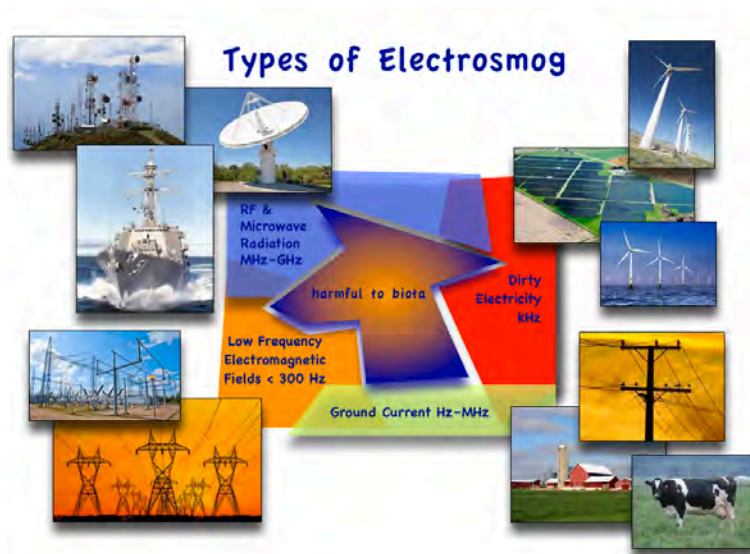 Types of Electrosmog
RF &
Microwave
Radiation
MHz-GHz
harmful to biota
Dirty
Electricity
kHz
Low Frequency
Electromagnetic
Fields < 300 Hz
Ground Current Hz-MHz